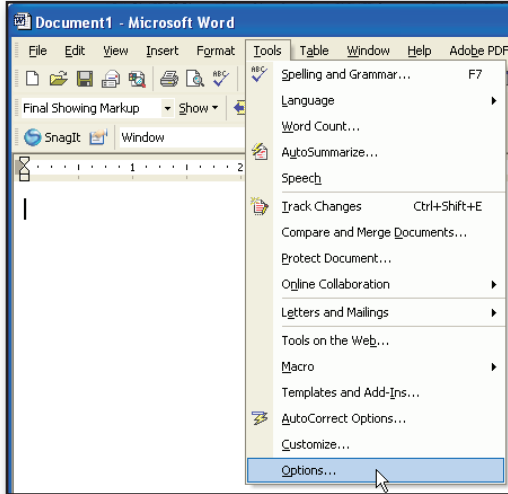 Document1 - Microsoft Word
File Edit View Insert Format Tools Table Window Help Adobe PDF
ABC
Final Showing Markup Show
SnagIt Window
1 2
ABC Spelling and Grammar... F7
Language
Word Count...
AutoSummarize...
Speech
Track Changes Ctrl+Shift+E
Compare and Merge Documents...
Protect Document...
Online Collaboration
Letters and Mailings
Tools on the Web...
Macro
Templates and Add-Ins...
AutoCorrect Options...
Customize...
Options...